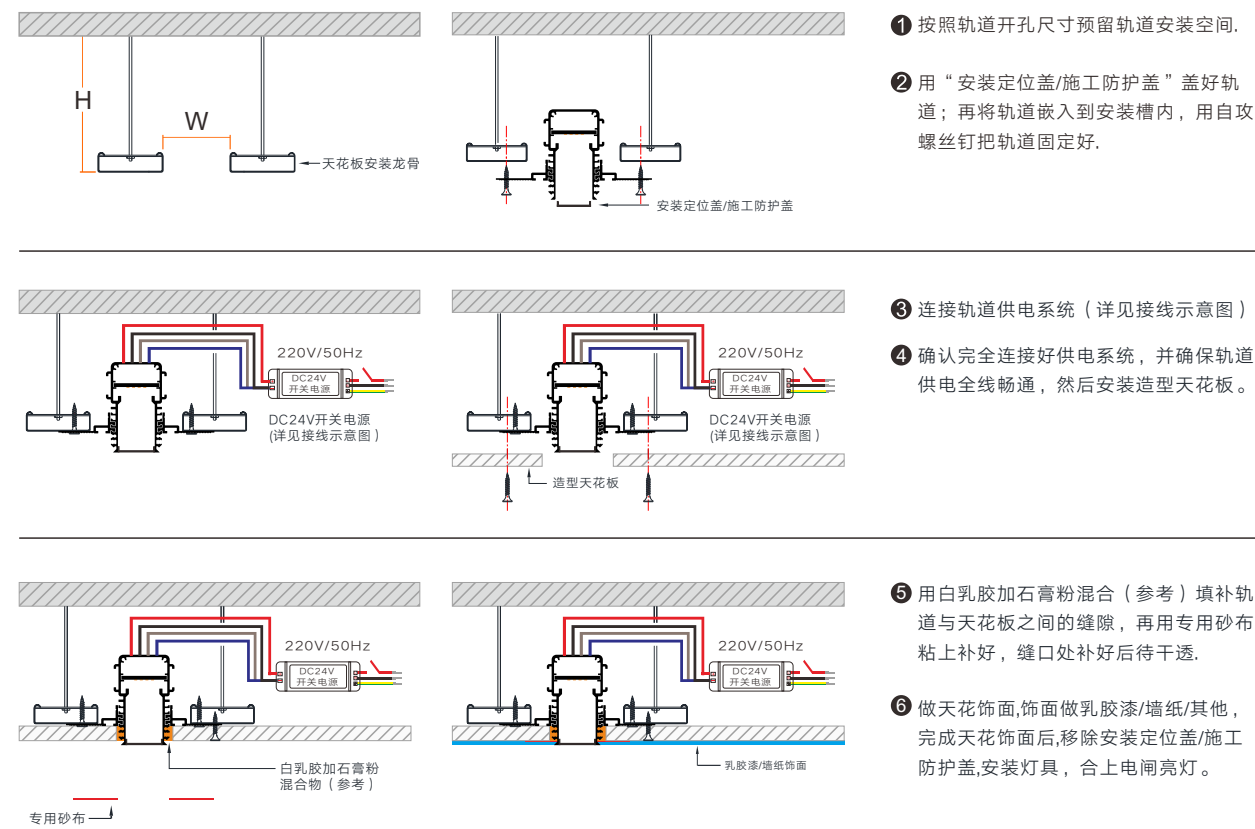 H
W
天花板安装龙骨
安装定位盖/施工防护盖
❶ 按照轨道开孔尺寸预留轨道安装空间.
❷ 用“安装定位盖/施工防护盖”盖好轨
道；再将轨道嵌入到安装槽内，用自攻
螺丝钉把轨道固定好.
220V/50Hz
DC24V
开关电源
DC24V开关电源
(详见接线示意图)
220V/50Hz
DC24V
开关电源
DC24V开关电源
(详见接线示意图)
造型天花板
❸ 连接轨道供电系统（详见接线示意图）
❹ 确认完全连接好供电系统，并确保轨道
供电全线畅通，然后安装造型天花板。
220V/50Hz
DC24V
开关电源
白乳胶加石膏粉
混合物（参考）
专用砂布
220V/50Hz
DC24V
开关电源
乳胶漆/墙纸饰面
❺ 用白乳胶加石膏粉混合（参考）填补轨
道与天花板之间的缝隙，再用专用砂布
粘上补好，缝口处补好后待干透.
❻ 做天花饰面,饰面做乳胶漆/墙纸/其他，
完成天花饰面后,移除安装定位盖/施工
防护盖,安装灯具，合上电闸亮灯。